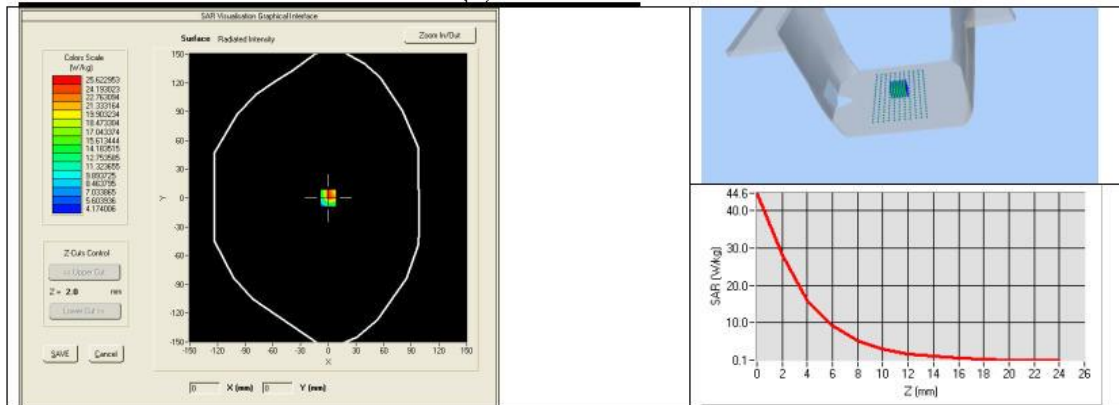 SAR Visualisation Graphical Interface
Surface Radiated Intensity
Zoom In/Out
Colors Scale
(W/kg)
25.622953
24.193023
22.763094
21.333164
19.903234
18.473304
17.043374
15.613444
14.183515
12.753585
11.323655
9.893725
8.463795
7.033865
5.603936
4.174006
150
120
90
60
30
Y
0
-30
-60
-90
-120
-150
-150 -120 -90 -60 -30 0 30 60 90 120 150
X
Z-Cuts Control
<< Upper Cut
Z = 2.0 mm
Lower Cut >>
SAVE Cancel
0 X (mm) 0 Y (mm)
44.6
40.0
30.0
20.0
10.0
0.1
SAR (W/kg)
0 2 4 6 8 10 12 14 16 18 20 22 24 26
Z (mm)